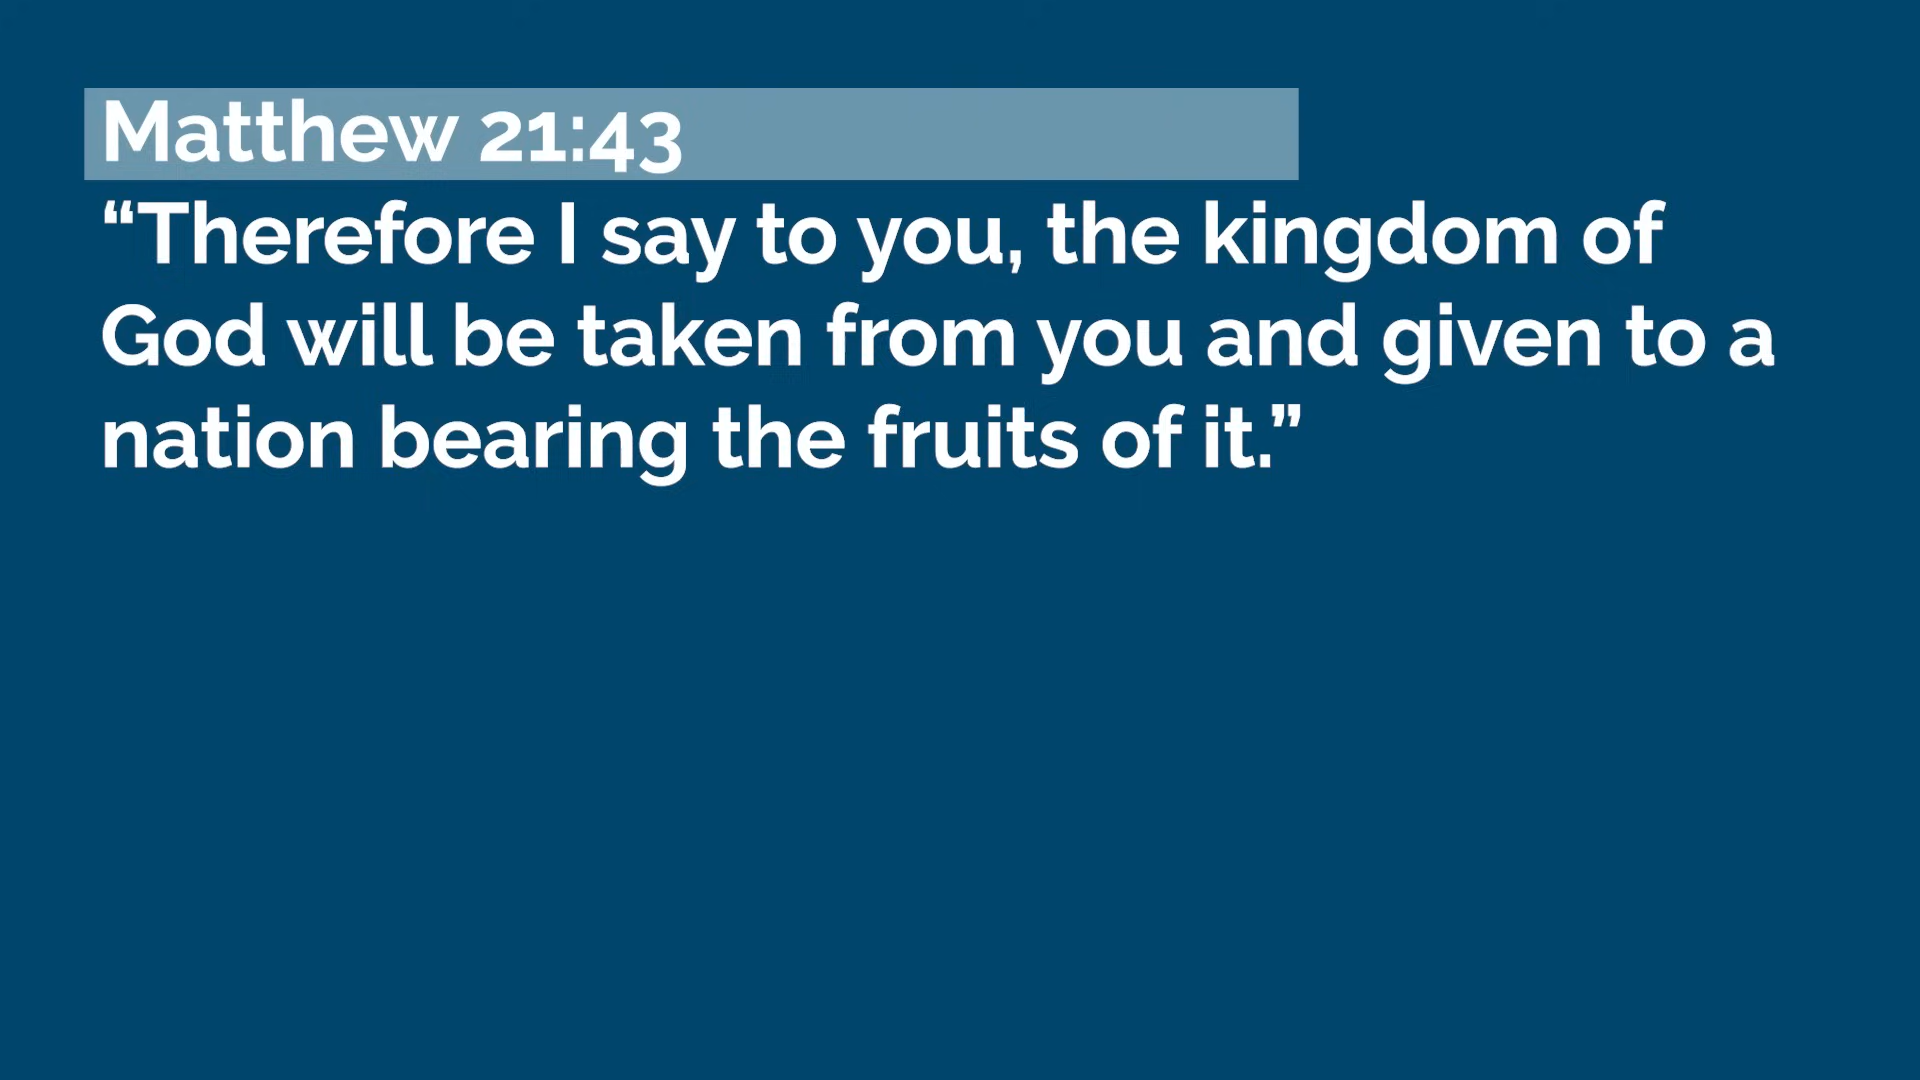 Matthew 21:43
“Therefore I say to you, the kingdom of
God will be taken from you and given to a
nation bearing the fruits of it.”